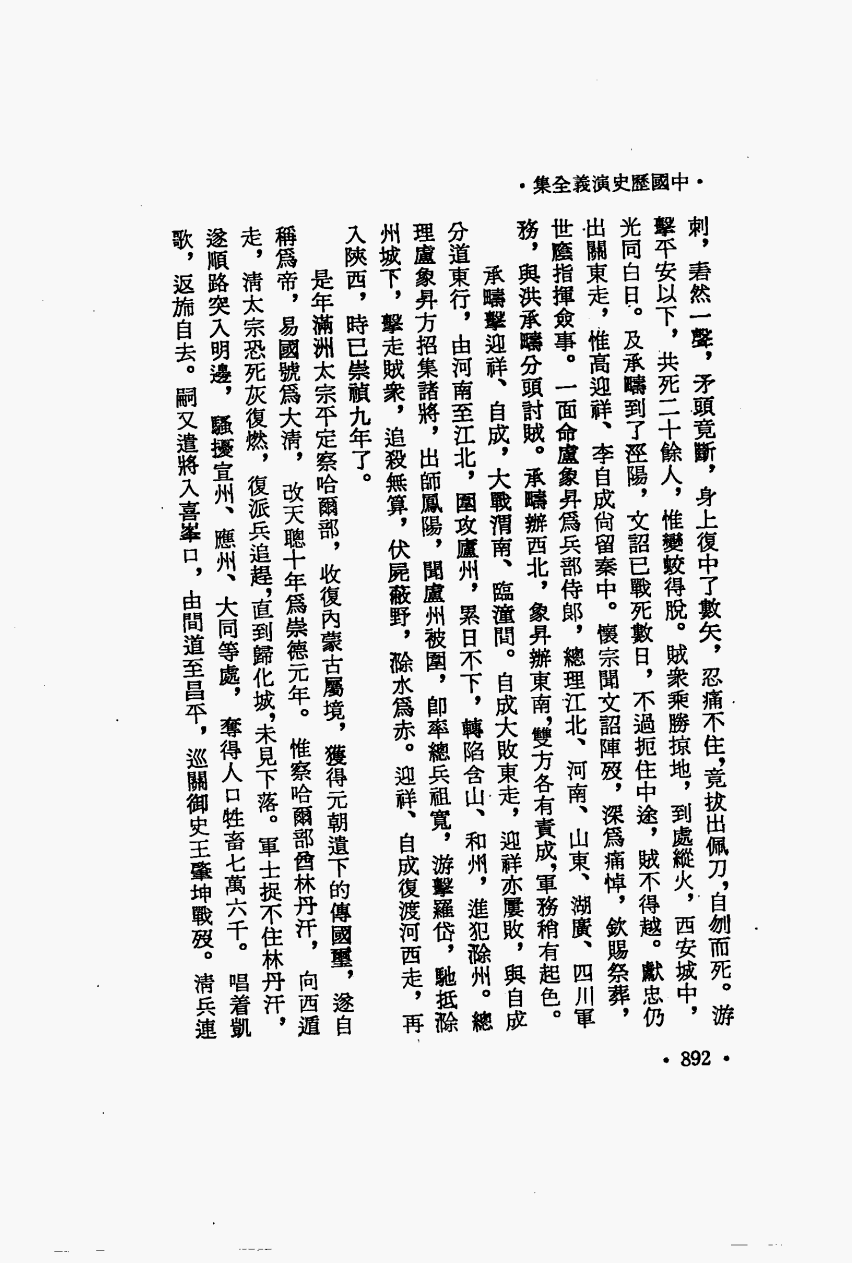 •中國歷史演義全集•
刺，砉然一聲，矛頭竟斷，身上復中了數矢，忍痛不住，竟拔出佩刀，自刎而死。游
擊平安以下，共死二十餘人，惟變蛟得脫。賊衆乘勝掠地，到處縱火，西安城中，
光同白日。及承疇到了涇陽，文詔已戰死數日，不過扼住中途，賊不得越。獻忠仍
出關東走，惟高迎祥、李自成尙留秦中。懷宗聞文詔陣歿，深爲痛悼，欽賜祭葬，
世廕指揮僉事。一面命盧象昇爲兵部侍郞，總理江北、河南、山東、湖廣、四川軍
務，與洪承疇分頭討賊。承疇辦西北，象昇辦東南，雙方各有責成，軍務稍有起色。
承疇擊迎祥、自成，大戰渭南、臨潼間。自成大敗東走，迎祥亦屢敗，與自成
分道東行，由河南至江北，圍攻廬州，累日不下，轉陷含山、和州，進犯滁州。總
理盧象昇方招集諸將，出師鳳陽，聞盧州被圍，卽率總兵祖寬，游擊羅岱，馳抵滁
州城下，擊走賊衆，追殺無算，伏屍蔽野，滁水爲赤。迎祥、自成復渡河西走，再
入陝西，時已崇禎九年了。
是年滿洲太宗平定察哈爾部，收復內蒙古屬境，獲得元朝遺下的傳國璽，遂自
稱爲帝，易國號爲大淸，改天聰十年爲崇德元年。惟察哈爾部酋林丹汗，向西遁
走，淸太宗恐死灰復燃，復派兵追趕，直到歸化城，未見下落。軍士捉不住林丹汗，
遂順路突入明邊，騷擾宣州、應州、大同等處，奪得人口牲畜七萬六千。唱着凱
歌，返旆自去。嗣又遣將入喜峯口，由間道至昌平，巡關御史王肇坤戰歿。淸兵連
•892•